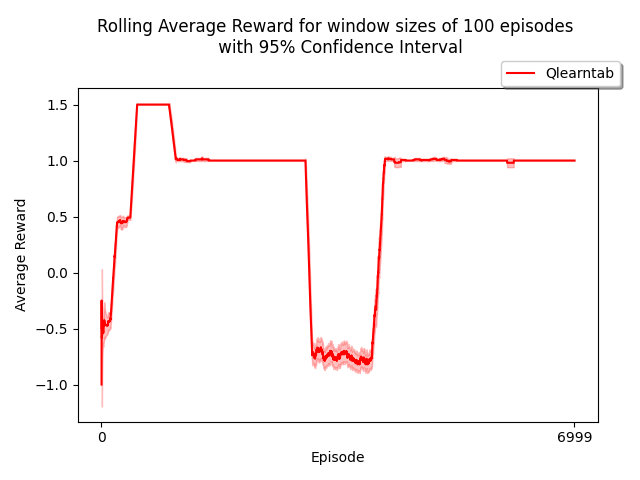 Rolling Average Reward for window sizes of 100 episodes
with 95% Confidence Interval
Qlearntab
1.5
1.0
0.5
0.0
−0.5
−1.0
Average Reward
0
6999
Episode